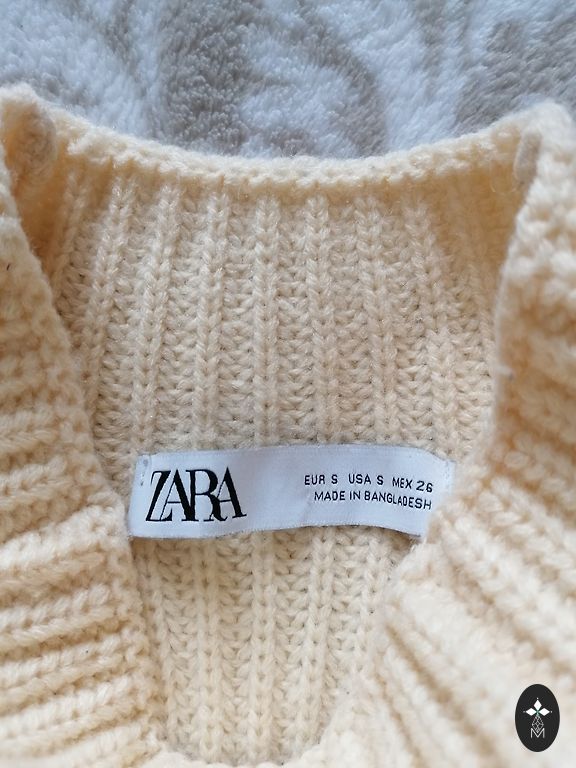 ZARA
EUR S USA S MEX 26
MADE IN BANGLADESH